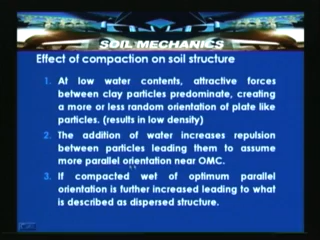 SOIL MECHANICS
Effect of compaction on soil structure
1. At low water contents, attractive forces
between clay particles predominate, creating
a more or less random orientation of plate like
particles. (results in low density)
2. The addition of water increases repulsion
between particles leading them to assume
more parallel orientation near OMC.
3. If compacted wet of optimum parallel
orientation is further increased leading to what
is described as dispersed structure.